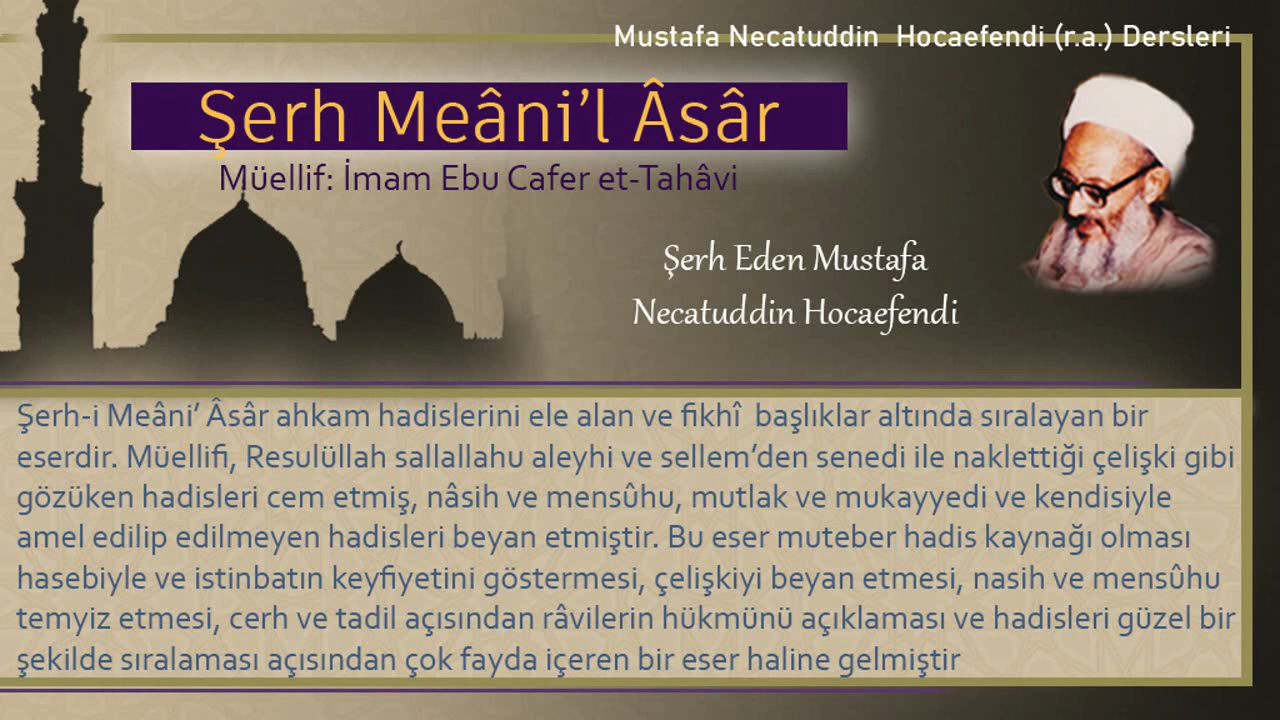 Mustafa Necatuddin Hocaefendi (r.a.) Dersleri
Şerh Meâni’l Âsâr
Müellif: İmam Ebu Cafer et-Tahâvi
Şerh Eden Mustafa
Necatuddin Hocaefendi
Şerh-i Meâni’ Âsâr ahkam hadislerini ele alan ve fikhî başlıklar altında sıralayan bir
eserdir. Müellifi, Resulüllah sallallahu aleyhi ve sellem’den senedi ile naklettiği çelişki gibi
gözüken hadisleri cem etmiş, nâsih ve mensûhu, mutlak ve mukayyedi ve kendisiyle
amel edilip edilmeyen hadisleri beyan etmiştir. Bu eser muteber hadis kaynağı olması
hasebiyle ve istinbatın keyfiyetini göstermesi, çelişkiyi beyan etmesi, nasih ve mensûhu
temyiz etmesi, cerh ve tadil açısından râvilerin hükmünü açıklaması ve hadisleri güzel bir
şekilde sıralaması açısından çok fayda içeren bir eser haline gelmiştir